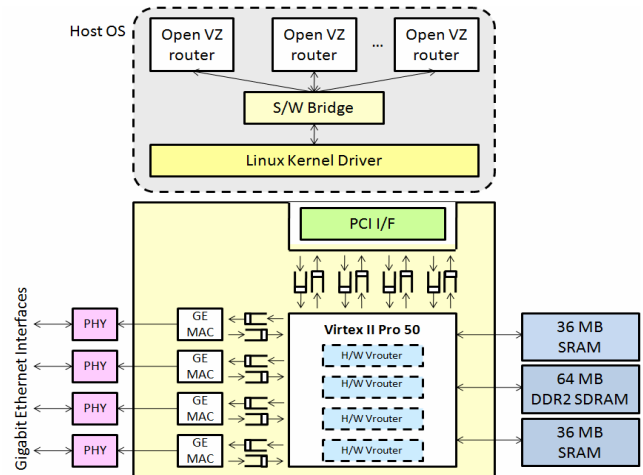 Host OS
Open VZ
router
Open VZ
router
...
Open VZ
router
S/W Bridge
Linux Kernel Driver
PCI I/F
Gigabit Ethernet Interfaces
PHY
GE
MAC
PHY
GE
MAC
PHY
GE
MAC
PHY
GE
MAC
Virtex II Pro 50
H/W Vrouter
H/W Vrouter
H/W Vrouter
H/W Vrouter
36 MB
SRAM
64 MB
DDR2 SDRAM
36 MB
SRAM